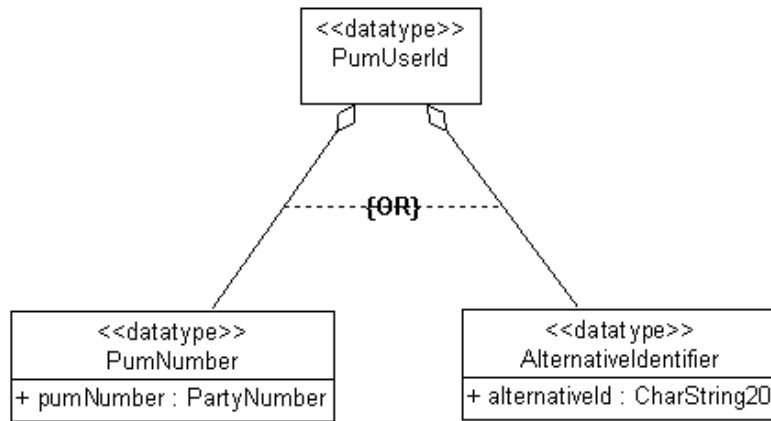 <<datatype>>
PumUserId
{OR}
<<datatype>>
PumNumber
+ pumNumber : PartyNumber
<<datatype>>
AlternativeIdentifier
+ alternativeId : CharString20